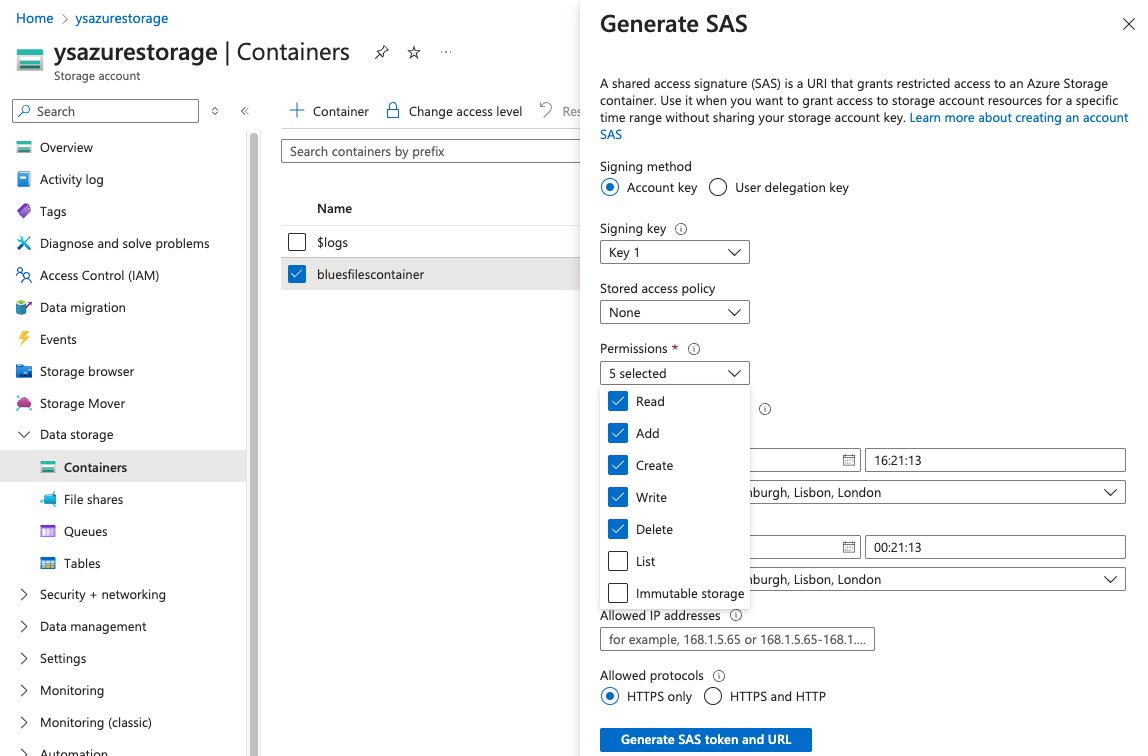 Home > ysazurestorage
ysazurestorage | Containers
Storage account
Search
Overview
Activity log
Tags
Diagnose and solve problems
Access Control (IAM)
Data migration
Events
Storage browser
Storage Mover
Data storage
Containers
File shares
Queues
Tables
Security + networking
Data management
Settings
Monitoring
Monitoring (classic)
Automation
+ Container
Change access level
Res
Search containers by prefix
Name
$logs
bluesfilescontainer
Generate SAS
A shared access signature (SAS) is a URI that grants restricted access to an Azure Storage
container. Use it when you want to grant access to storage account resources for a specific
time range without sharing your storage account key. Learn more about creating an account
SAS
Signing method
Account key User delegation key
Signing key
Key 1
Stored access policy
None
Permissions *
5 selected
Read
Add
Create
Write
Delete
List
Immutable storage
16:21:13
nburgh, Lisbon, London
00:21:13
nburgh, Lisbon, London
Allowed IP addresses
for example, 168.1.5.65 or 168.1.5.65-168.1....
Allowed protocols
HTTPS only HTTPS and HTTP
Generate SAS token and URL